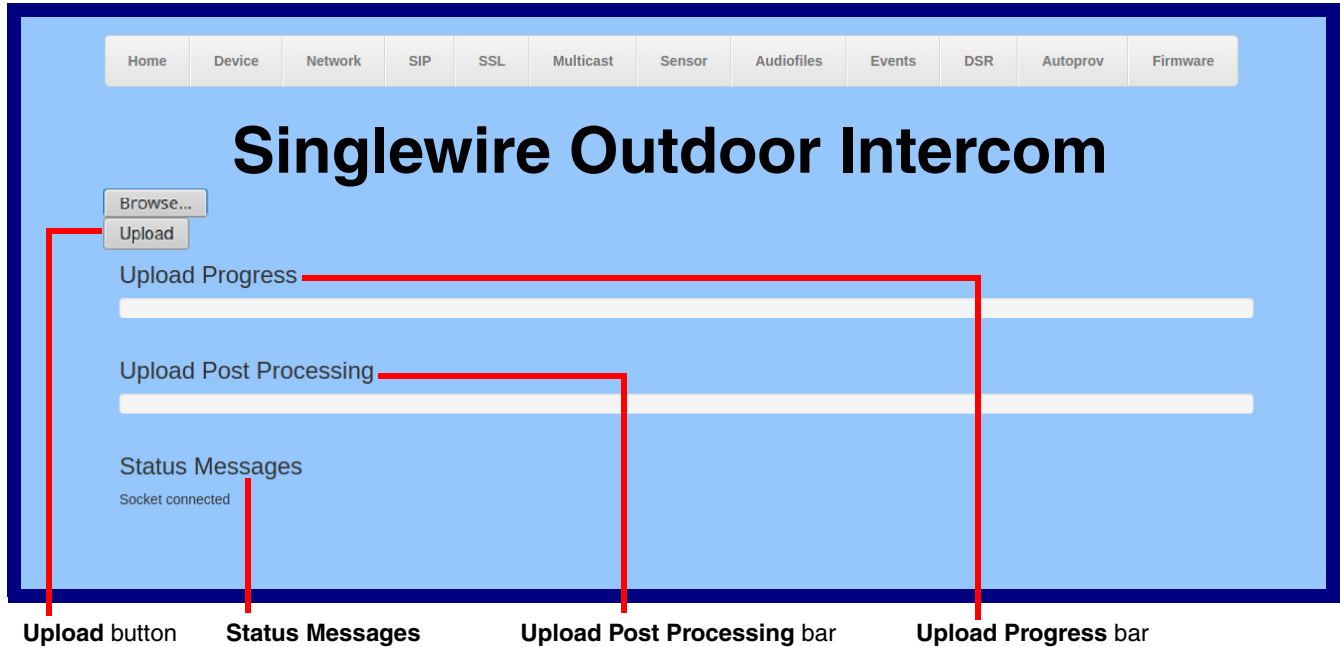 Home Device Network SIP SSL Multicast Sensor Audiofiles Events DSR Autoprov Firmware
Singlewire Outdoor Intercom
Browse...
Upload
Upload Progress
Upload Post Processing
Status Messages
Socket connected
Upload button Status Messages Upload Post Processing bar Upload Progress bar